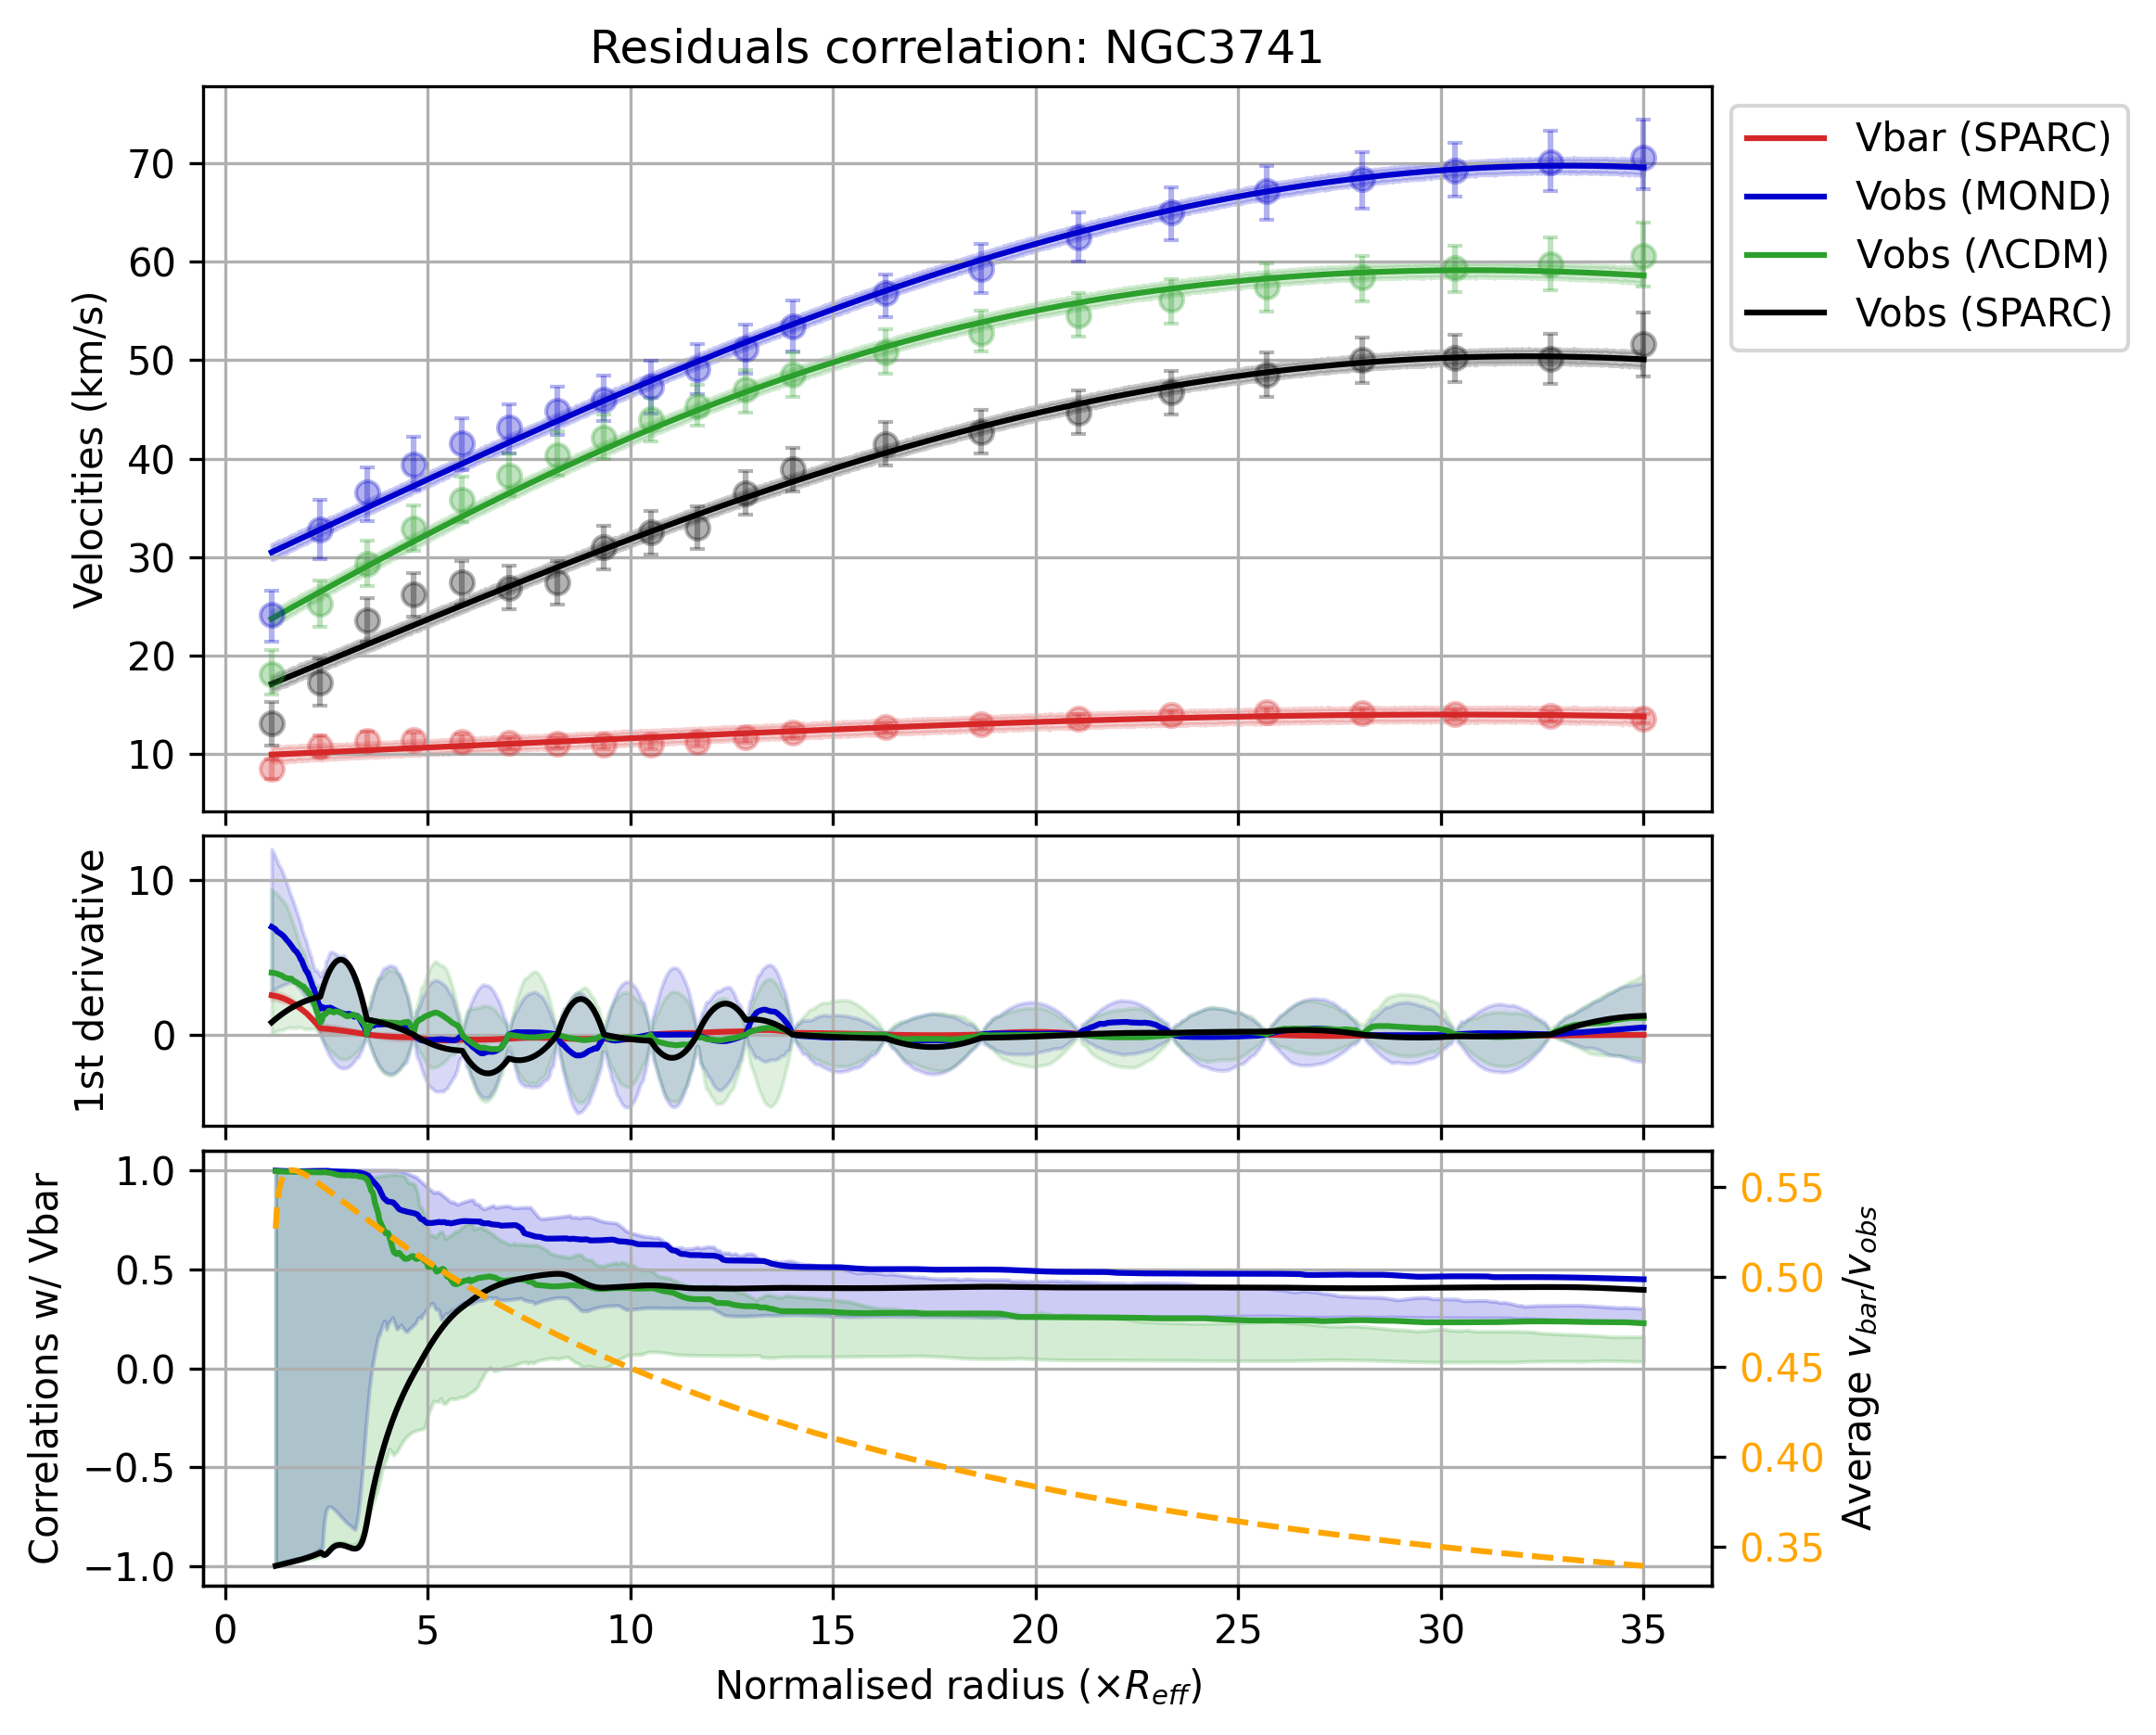 Residuals correlation: NGC3741
Velocities (km/s)
70
60
50
40
30
20
10
Vbar (SPARC)
Vobs (MOND)
Vobs (ΛCDM)
Vobs (SPARC)
1st derivative
10
0
Correlations w/ Vbar
1.0
0.5
0.0
−0.5
−1.0
0.55
0.50
0.45
0.40
0.35
Average v_bar/v_obs
0 5 10 15 20 25 30 35
Normalised radius (×R_eff)